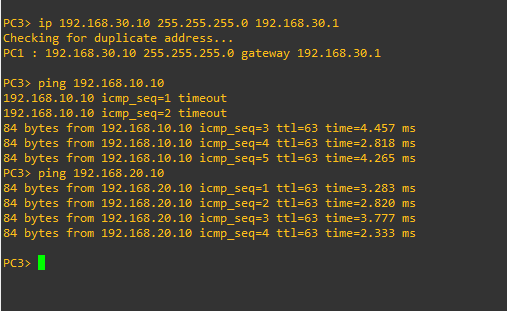 PC3> ip 192.168.30.10 255.255.255.0 192.168.30.1
Checking for duplicate address...
PC1 : 192.168.30.10 255.255.255.0 gateway 192.168.30.1
PC3> ping 192.168.10.10
192.168.10.10 icmp_seq=1 timeout
192.168.10.10 icmp_seq=2 timeout
84 bytes from 192.168.10.10 icmp_seq=3 ttl=63 time=4.457 ms
84 bytes from 192.168.10.10 icmp_seq=4 ttl=63 time=2.818 ms
84 bytes from 192.168.10.10 icmp_seq=5 ttl=63 time=4.265 ms
PC3> ping 192.168.20.10
84 bytes from 192.168.20.10 icmp_seq=1 ttl=63 time=3.283 ms
84 bytes from 192.168.20.10 icmp_seq=2 ttl=63 time=2.820 ms
84 bytes from 192.168.20.10 icmp_seq=3 ttl=63 time=3.777 ms
84 bytes from 192.168.20.10 icmp_seq=4 ttl=63 time=2.333 ms
PC3>